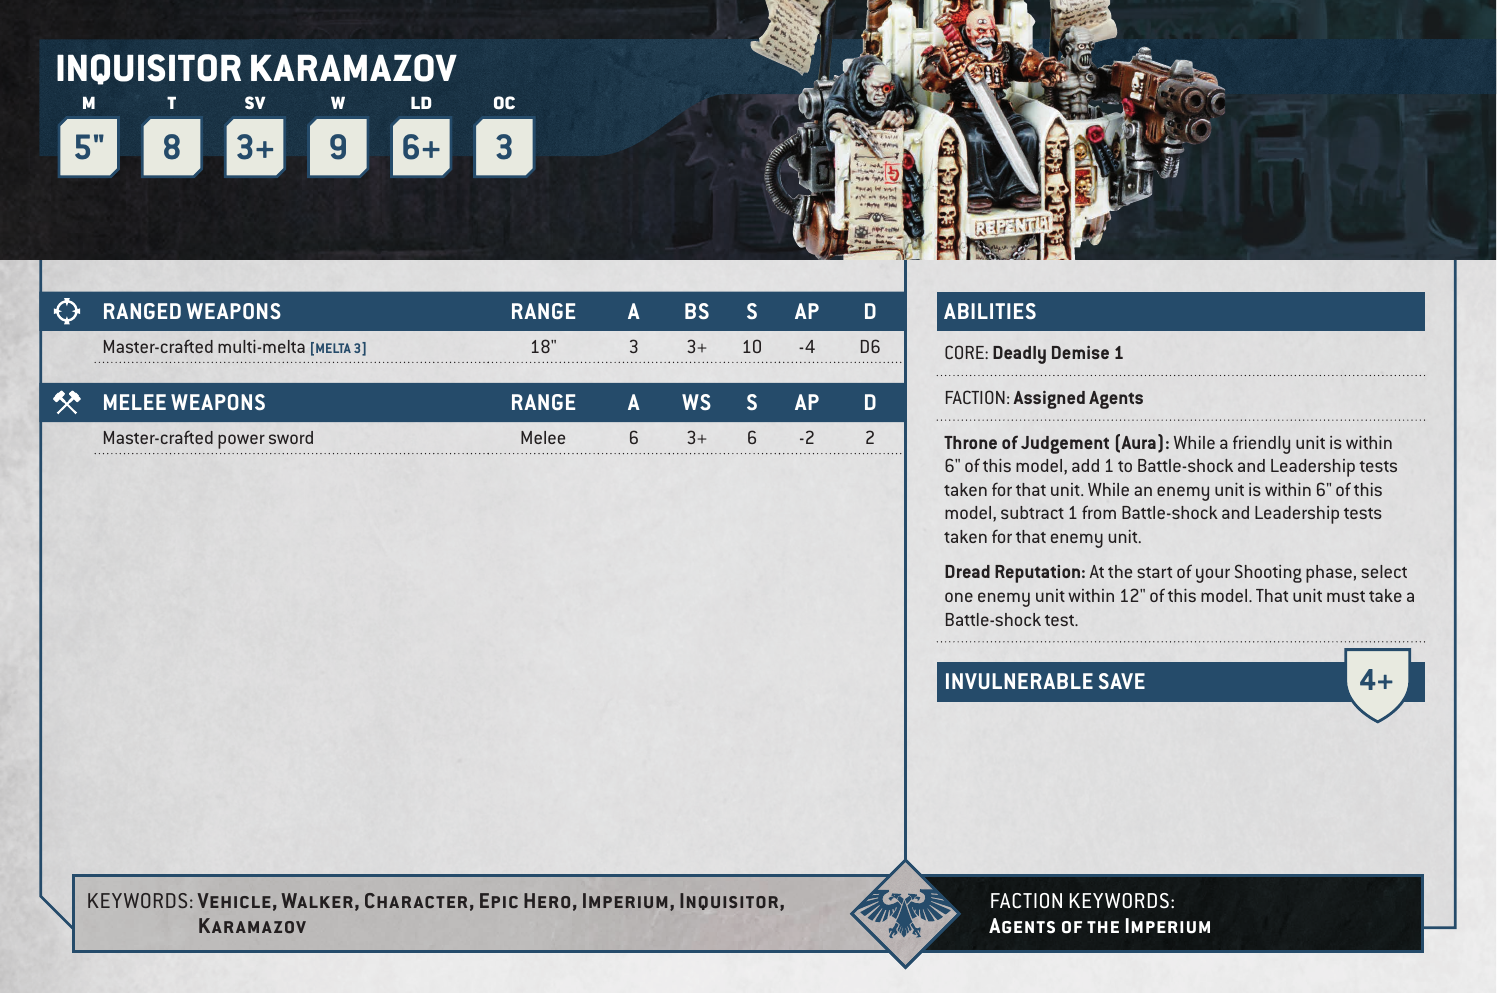 INQUISITOR KARAMAZOV
M T SV W LD OC
5" 8 3+ 9 6+ 3
REPENTIA
RANGED WEAPONS RANGE A BS S AP D
Master-crafted multi-melta [MELTA 3] 18" 3 3+ 10 -4 D6
MELEE WEAPONS RANGE A WS S AP D
Master-crafted power sword Melee 6 3+ 6 -2 2
ABILITIES
CORE: Deadly Demise 1
FACTION: Assigned Agents
Throne of Judgement (Aura): While a friendly unit is within
6" of this model, add 1 to Battle-shock and Leadership tests
taken for that unit. While an enemy unit is within 6" of this
model, subtract 1 from Battle-shock and Leadership tests
taken for that enemy unit.
Dread Reputation: At the start of your Shooting phase, select
one enemy unit within 12" of this model. That unit must take a
Battle-shock test.
INVULNERABLE SAVE 4+
KEYWORDS: VEHICLE, WALKER, CHARACTER, EPIC HERO, IMPERIUM, INQUISITOR,
KARAMAZOV
FACTION KEYWORDS:
AGENTS OF THE IMPERIUM